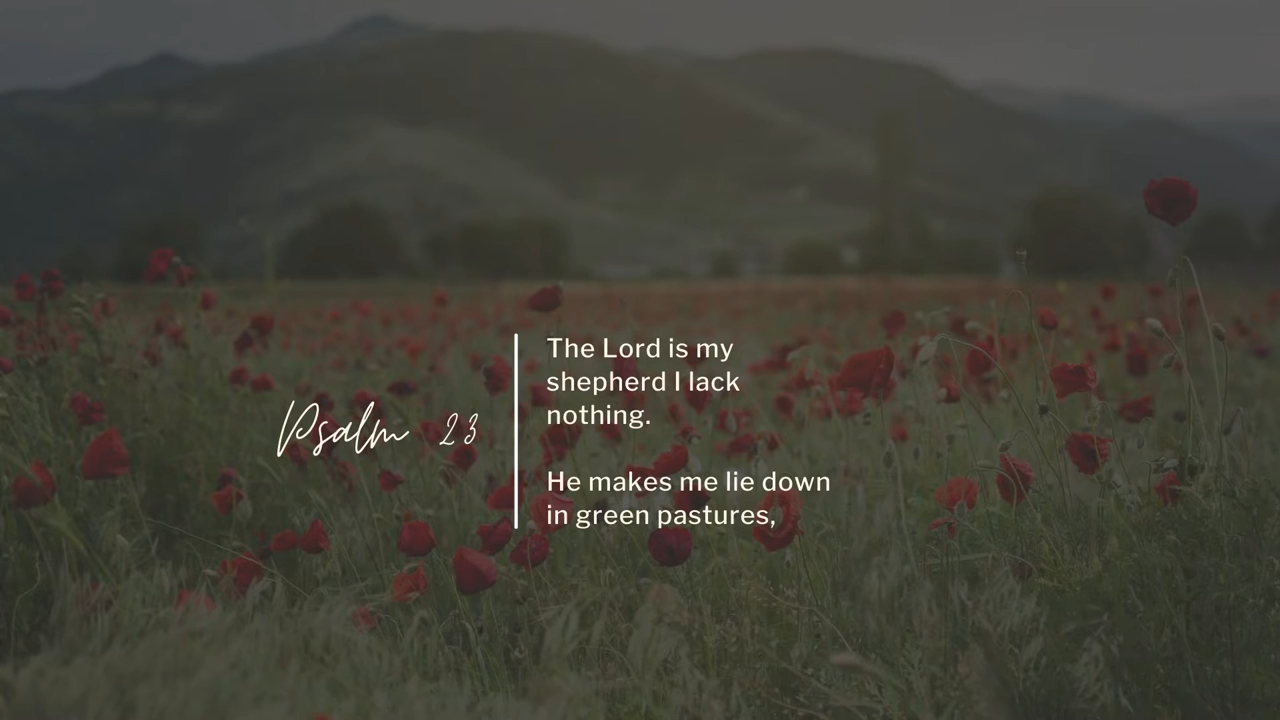 Psalm 23
The Lord is my
shepherd I lack
nothing.
He makes me lie down
in green pastures,